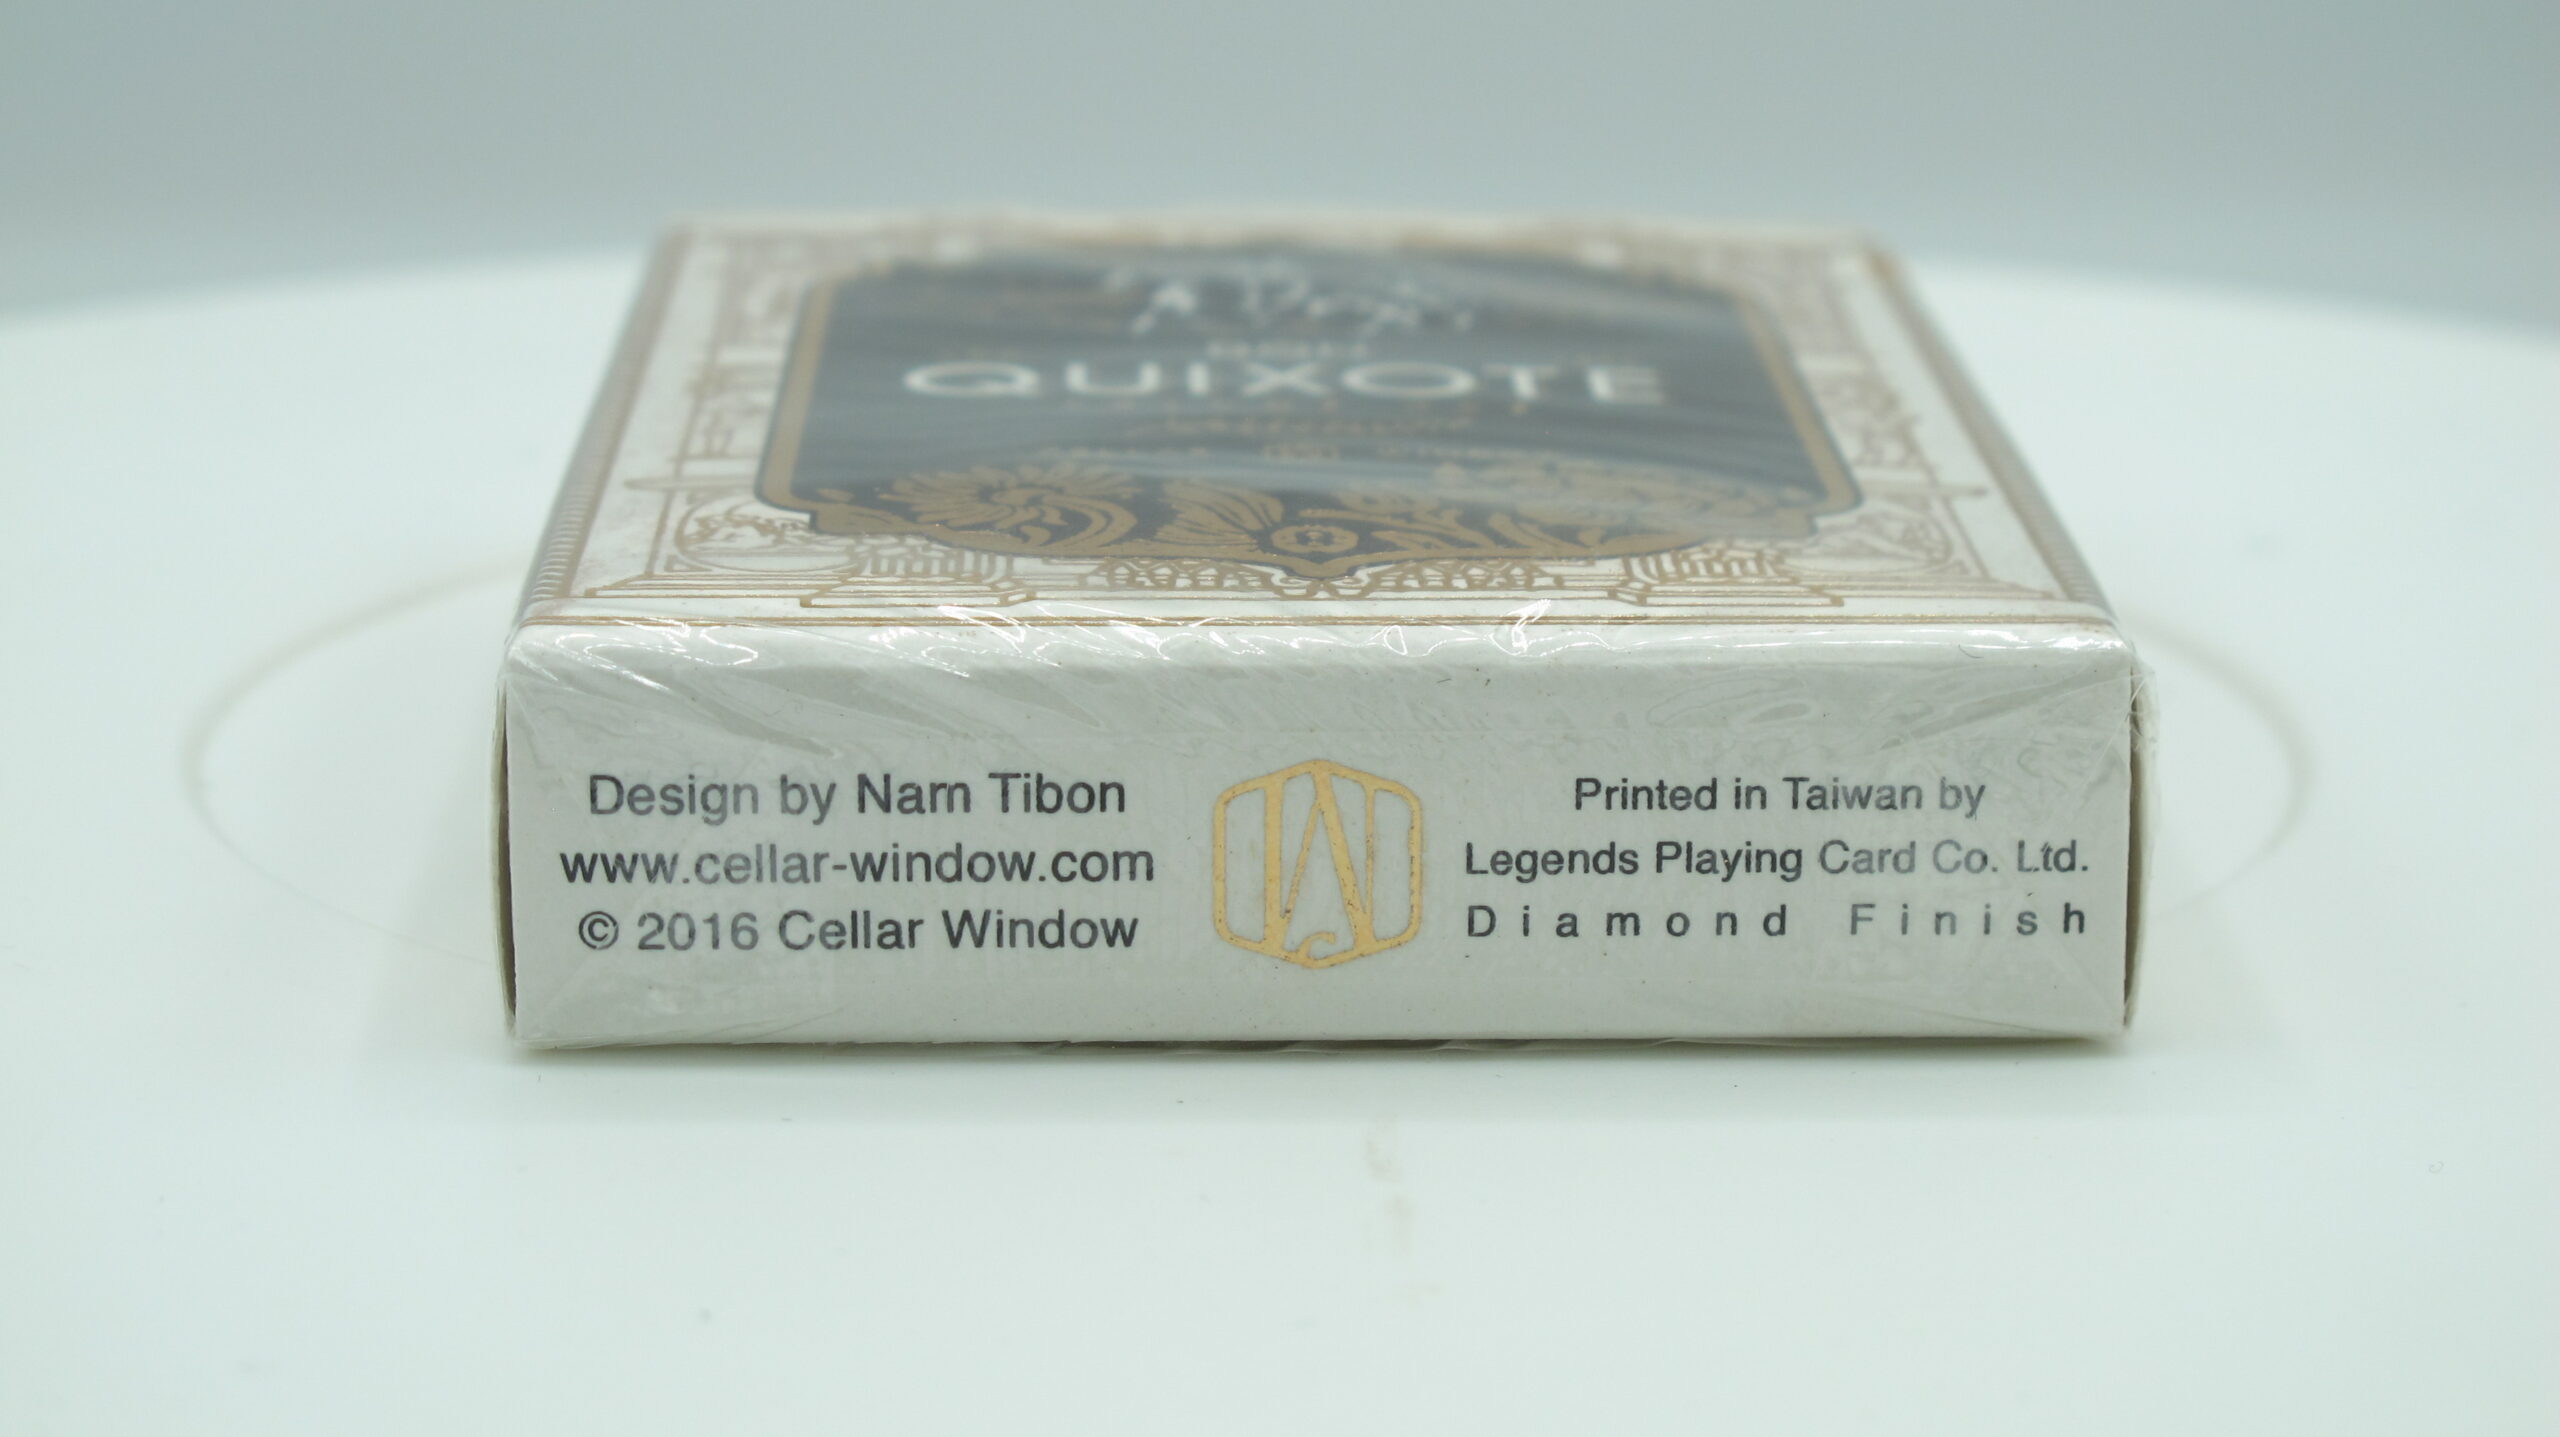 QUIXOTE
Design by Nam Tibon
www.cellar-window.com
© 2016 Cellar Window
Printed in Taiwan by
Legends Playing Card Co. Ltd.
Diamond Finish